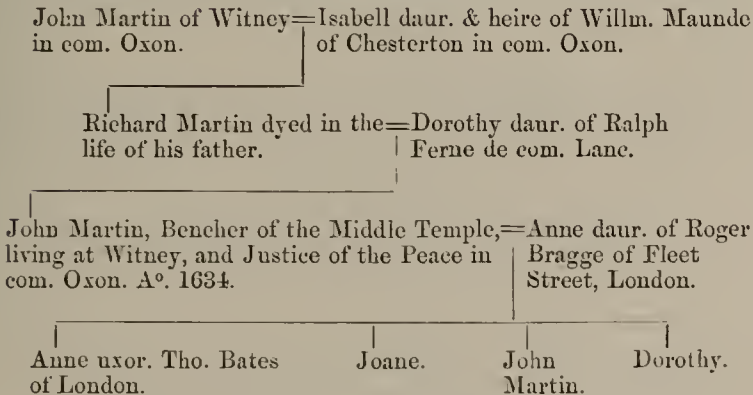 John Martin of Witney=Isabell daur. & heire of Willm. Maunde
in com. Oxon. of Chesterton in com. Oxon.
Richard Martin dyed in the=Dorothy daur. of Ralph
life of his father. Ferne de com. Lanc.
John Martin, Bencher of the Middle Temple,=Anne daur. of Roger
living at Witney, and Justice of the Peace in Bragge of Fleet
com. Oxon. Aº. 1634. Street, London.
Anne uxor. Tho. Bates Joane. John Dorothy.
of London. Martin.